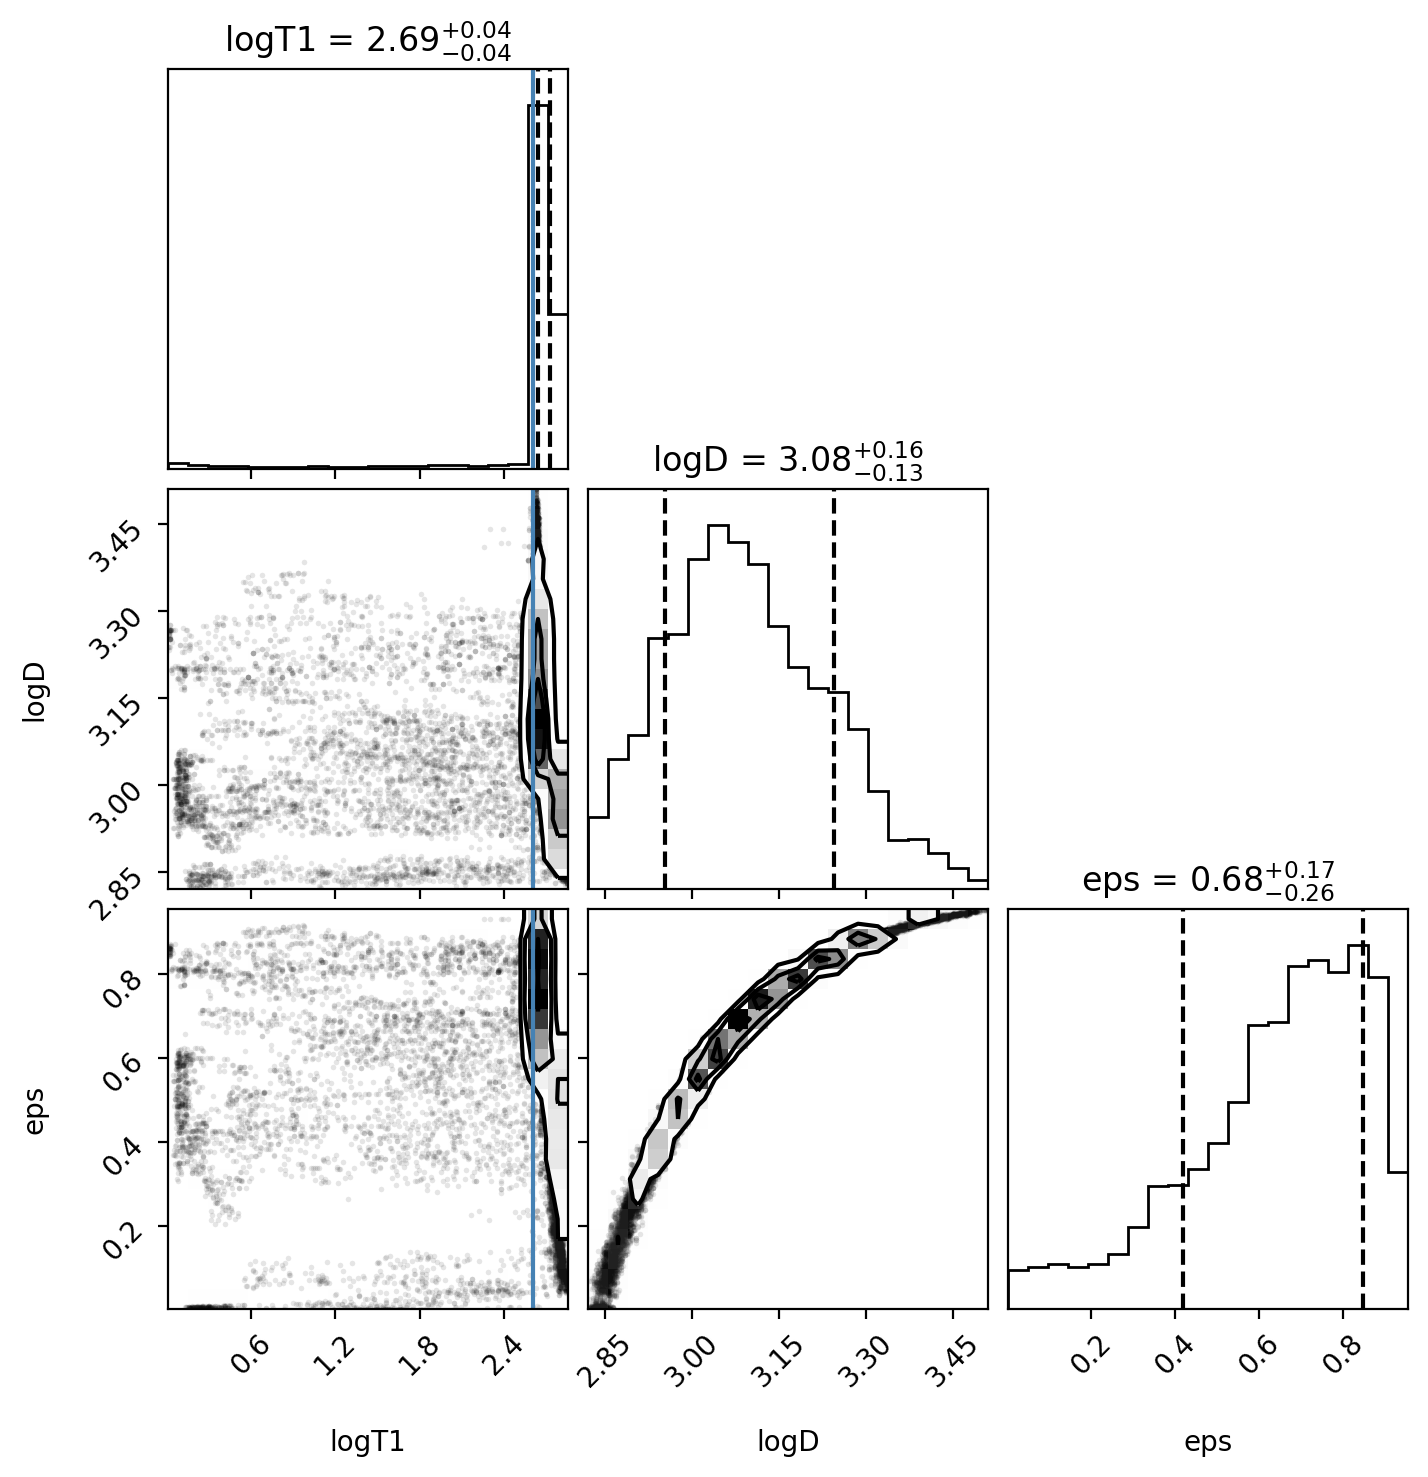 logT1 = 2.69 +0.04 −0.04
logD = 3.08 +0.16 −0.13
logD
3.45
3.30
3.15
3.00
2.85
eps = 0.68 +0.17 −0.26
eps
0.8
0.6
0.4
0.2
0.6 1.2 1.8 2.4
2.85 3.00 3.15 3.30 3.45
0.2 0.4 0.6 0.8
logT1
logD
eps